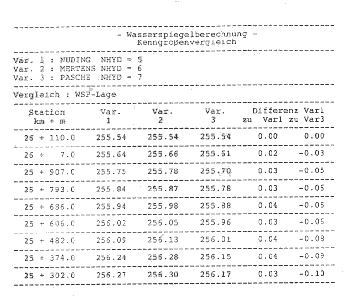 - Wasserspiegelberechnung -
Kenngroßenvergleich
Var. 1 : NUDING NHYD = 5
Var. 2 : MERTENS NHYD = 6
Var. 3 : PASCHE NHYD = 7
Vergleich : WSP-Lage
Station Var. Var. Var. Differenz Var1
km + m 1 2 3 zu Var2 zu Var3
26 + 110.0 255.54 255.54 255.54 0.00 0.00
26 + 7.0 255.64 255.66 255.61 0.02 -0.03
25 + 907.0 255.75 255.78 255.70 0.03 -0.05
25 + 793.0 255.84 255.87 255.78 0.03 -0.06
25 + 686.0 255.94 255.98 255.88 0.04 -0.05
25 + 606.0 256.02 256.05 255.96 0.03 -0.06
25 + 482.0 256.09 256.13 256.01 0.04 -0.08
25 + 374.0 256.24 256.28 256.15 0.04 -0.09
25 + 302.0 256.27 256.30 256.17 0.03 -0.10